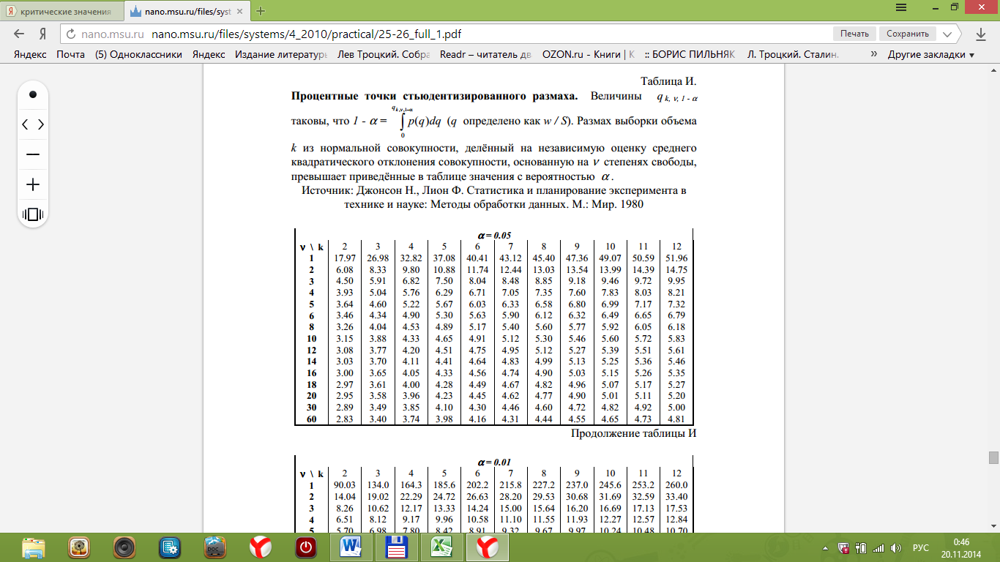 критические значения
nano.msu.ru/files/syst
nano.msu.ru nano.msu.ru/files/systems/4_2010/practical/25-26_full_1.pdf
Печать
Сохранить
Яндекс Почта (5) Одноклассники Яндекс Издание литературь Лев Троцкий. Собра Readr – читатель дв OZON.ru - Книги | К :: БОРИС ПИЛЬНЯК Л. Троцкий. Сталин. » Другие закладки
Таблица И.
Процентные точки стьюдентизированного размаха. Величины q k, ν, 1 - α
таковы, что 1 - α = ∫ 0 q k,ν,1-α p(q)dq (q определено как w / S). Размах выборки объема
k из нормальной совокупности, делённый на независимую оценку среднего
квадратического отклонения совокупности, основанную на ν степенях свободы,
превышает приведённые в таблице значения с вероятностью α .
Источник: Джонсон Н., Лион Ф. Статистика и планирование эксперимента в
технике и науке: Методы обработки данных. М.: Мир. 1980
α = 0.05
ν \ k 2 3 4 5 6 7 8 9 10 11 12
1 17.97 26.98 32.82 37.08 40.41 43.12 45.40 47.36 49.07 50.59 51.96
2 6.08 8.33 9.80 10.88 11.74 12.44 13.03 13.54 13.99 14.39 14.75
3 4.50 5.91 6.82 7.50 8.04 8.48 8.85 9.18 9.46 9.72 9.95
4 3.93 5.04 5.76 6.29 6.71 7.05 7.35 7.60 7.83 8.03 8.21
5 3.64 4.60 5.22 5.67 6.03 6.33 6.58 6.80 6.99 7.17 7.32
6 3.46 4.34 4.90 5.30 5.63 5.90 6.12 6.32 6.49 6.65 6.79
8 3.26 4.04 4.53 4.89 5.17 5.40 5.60 5.77 5.92 6.05 6.18
10 3.15 3.88 4.33 4.65 4.91 5.12 5.30 5.46 5.60 5.72 5.83
12 3.08 3.77 4.20 4.51 4.75 4.95 5.12 5.27 5.39 5.51 5.61
14 3.03 3.70 4.11 4.41 4.64 4.83 4.99 5.13 5.25 5.36 5.46
16 3.00 3.65 4.05 4.33 4.56 4.74 4.90 5.03 5.15 5.26 5.35
18 2.97 3.61 4.00 4.28 4.49 4.67 4.82 4.96 5.07 5.17 5.27
20 2.95 3.58 3.96 4.23 4.45 4.62 4.77 4.90 5.01 5.11 5.20
30 2.89 3.49 3.85 4.10 4.30 4.46 4.60 4.72 4.82 4.92 5.00
60 2.83 3.40 3.74 3.98 4.16 4.31 4.44 4.55 4.65 4.73 4.81
Продолжение таблицы И
α = 0.01
ν \ k 2 3 4 5 6 7 8 9 10 11 12
1 90.03 134.0 164.3 185.6 202.2 215.8 227.2 237.0 245.6 253.2 260.0
2 14.04 19.02 22.29 24.72 26.63 28.20 29.53 30.68 31.69 32.59 33.40
3 8.26 10.62 12.17 13.33 14.24 15.00 15.64 16.20 16.69 17.13 17.53
4 6.51 8.12 9.17 9.96 10.58 11.10 11.55 11.93 12.27 12.57 12.84
5 5.70 6.98 7.80 8.42 8.91 9.32 9.67 9.97 10.24 10.48 10.70
DOC
РУС
0:46
20.11.2014